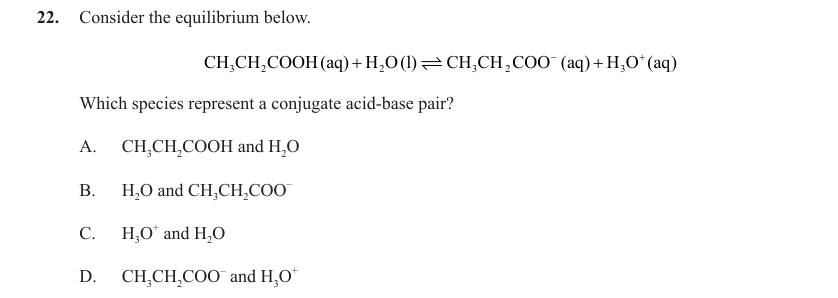 22. Consider the equilibrium below.
CH₃CH₂COOH (aq) + H₂O (l) ⇌ CH₃CH₂COO⁻ (aq) + H₃O⁺ (aq)
Which species represent a conjugate acid-base pair?
A. CH₃CH₂COOH and H₂O
B. H₂O and CH₃CH₂COO⁻
C. H₃O⁺ and H₂O
D. CH₃CH₂COO⁻ and H₃O⁺